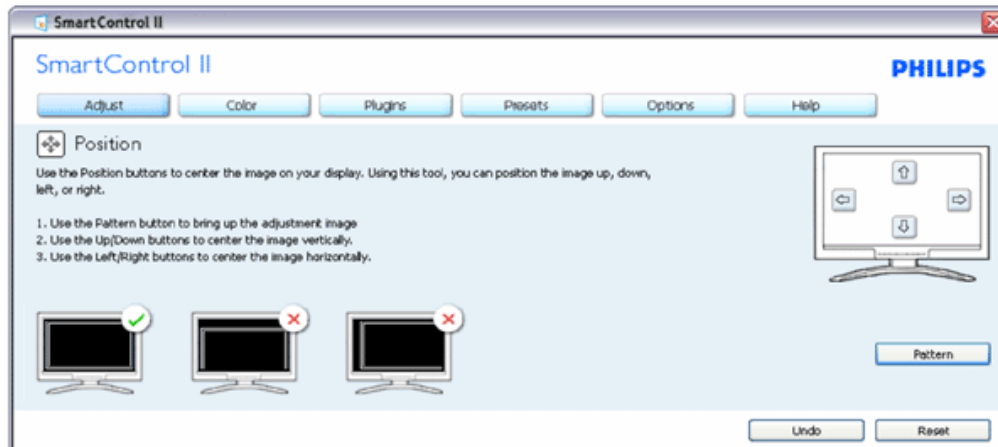 SmartControl II
SmartControl II
PHILIPS
Adjust Color Plugins Presets Options Help
Position
Use the Position buttons to center the image on your display. Using this tool, you can position the image up, down,
left, or right.
1. Use the Pattern button to bring up the adjustment image
2. Use the Up/Down buttons to center the image vertically.
3. Use the Left/Right buttons to center the image horizontally.
Pattern
Undo Reset